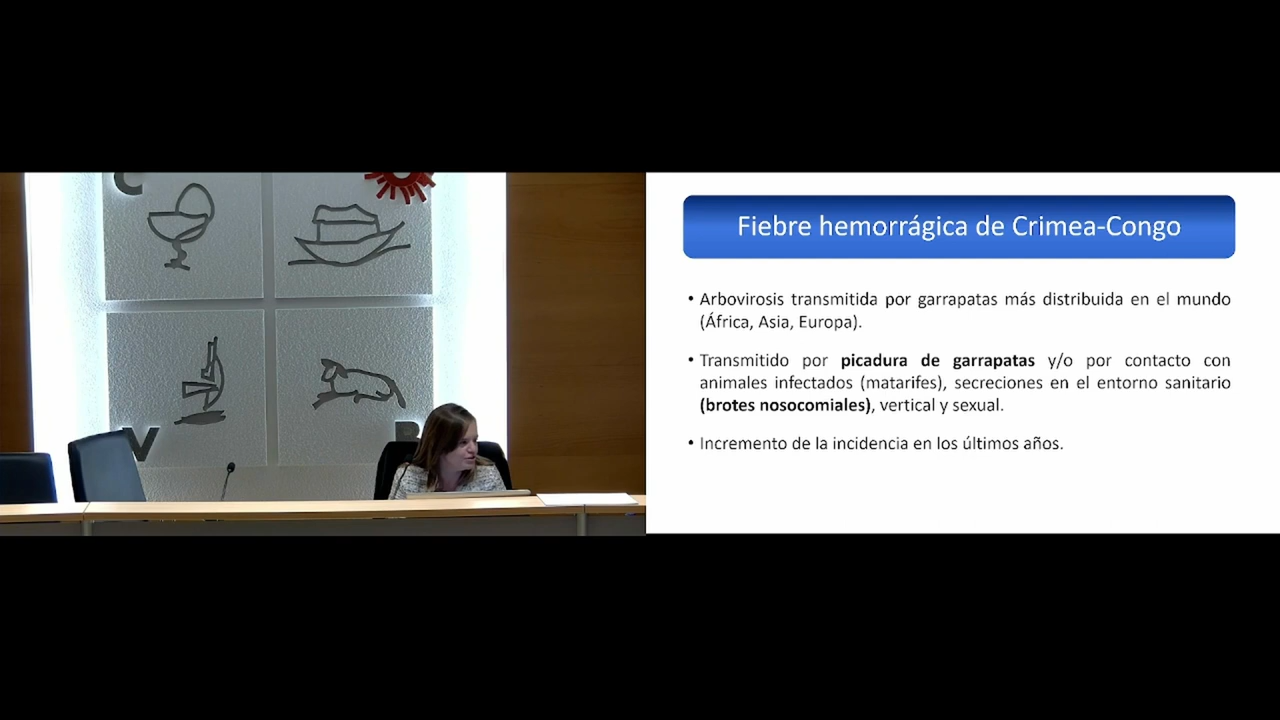 C
V
B
Fiebre hemorrágica de Crimea-Congo
• Arbovirosis transmitida por garrapatas más distribuida en el mundo
(África, Asia, Europa).
• Transmitido por picadura de garrapatas y/o por contacto con
animales infectados (matarifes), secreciones en el entorno sanitario
(brotes nosocomiales), vertical y sexual.
• Incremento de la incidencia en los últimos años.